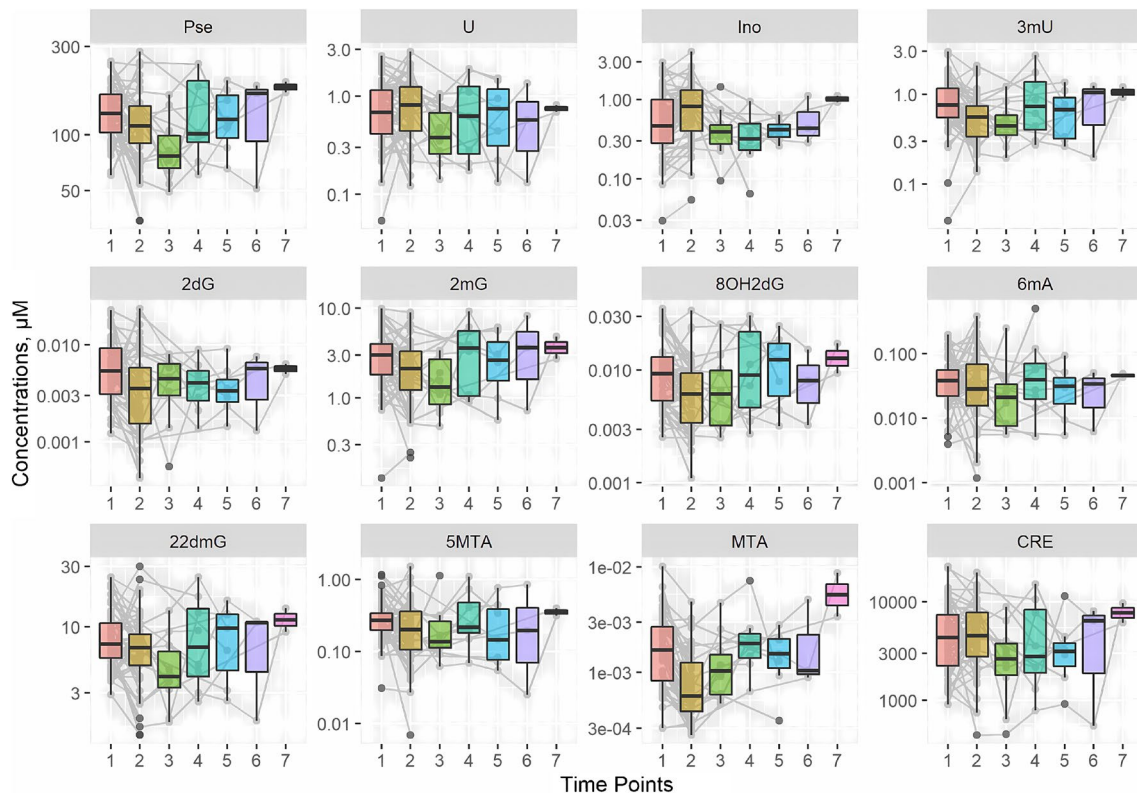 Pse U Ino 3mU
300 100 50
3.0 1.0 0.3 0.1
3.00 1.00 0.30 0.10 0.03
3.0 1.0 0.3 0.1
1 2 3 4 5 6 7 1 2 3 4 5 6 7 1 2 3 4 5 6 7 1 2 3 4 5 6 7
2dG 2mG 8OH2dG 6mA
0.010 0.003 0.001
10.0 3.0 1.0 0.3
0.030 0.010 0.003 0.001
0.100 0.010 0.001
1 2 3 4 5 6 7 1 2 3 4 5 6 7 1 2 3 4 5 6 7 1 2 3 4 5 6 7
Concentrations, µM
22dmG 5MTA MTA CRE
30 10 3
1.00 0.10 0.01
1e-02 3e-03 1e-03 3e-04
10000 3000 1000
1 2 3 4 5 6 7 1 2 3 4 5 6 7 1 2 3 4 5 6 7 1 2 3 4 5 6 7
Time Points